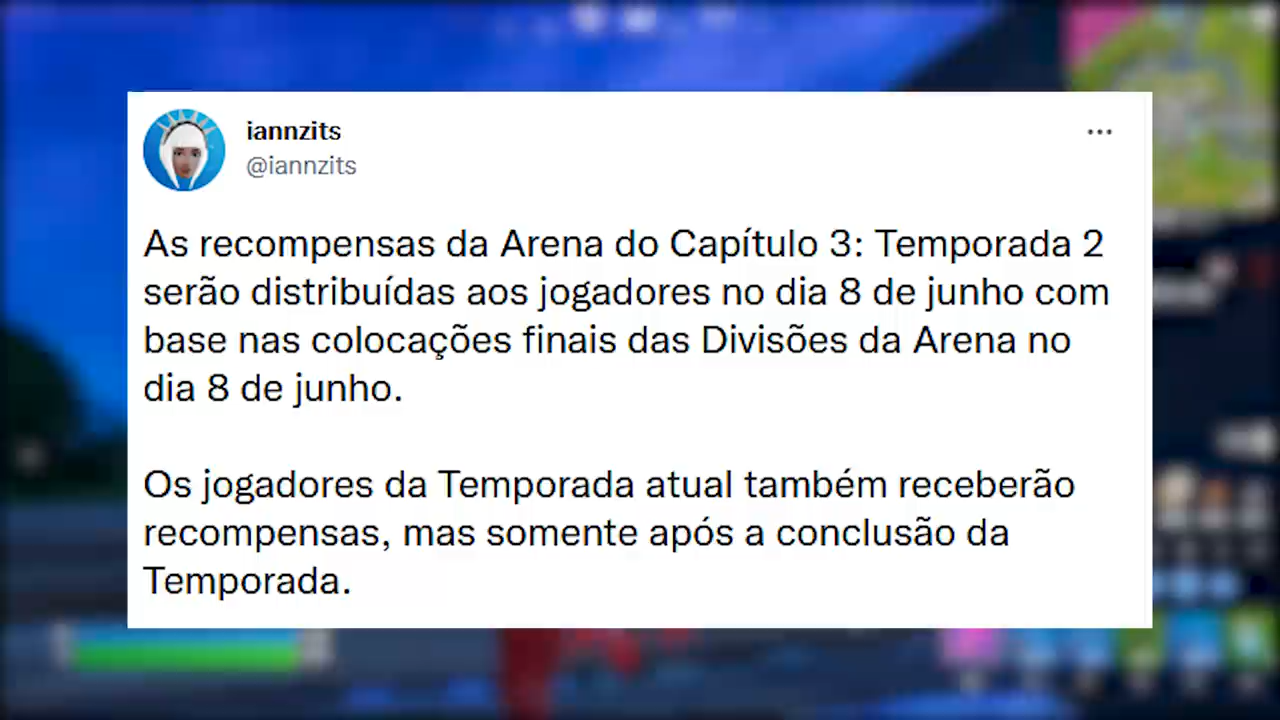 iannzits
@iannzits
As recompensas da Arena do Capítulo 3: Temporada 2
serão distribuídas aos jogadores no dia 8 de junho com
base nas colocações finais das Divisões da Arena no
dia 8 de junho.
Os jogadores da Temporada atual também receberão
recompensas, mas somente após a conclusão da
Temporada.